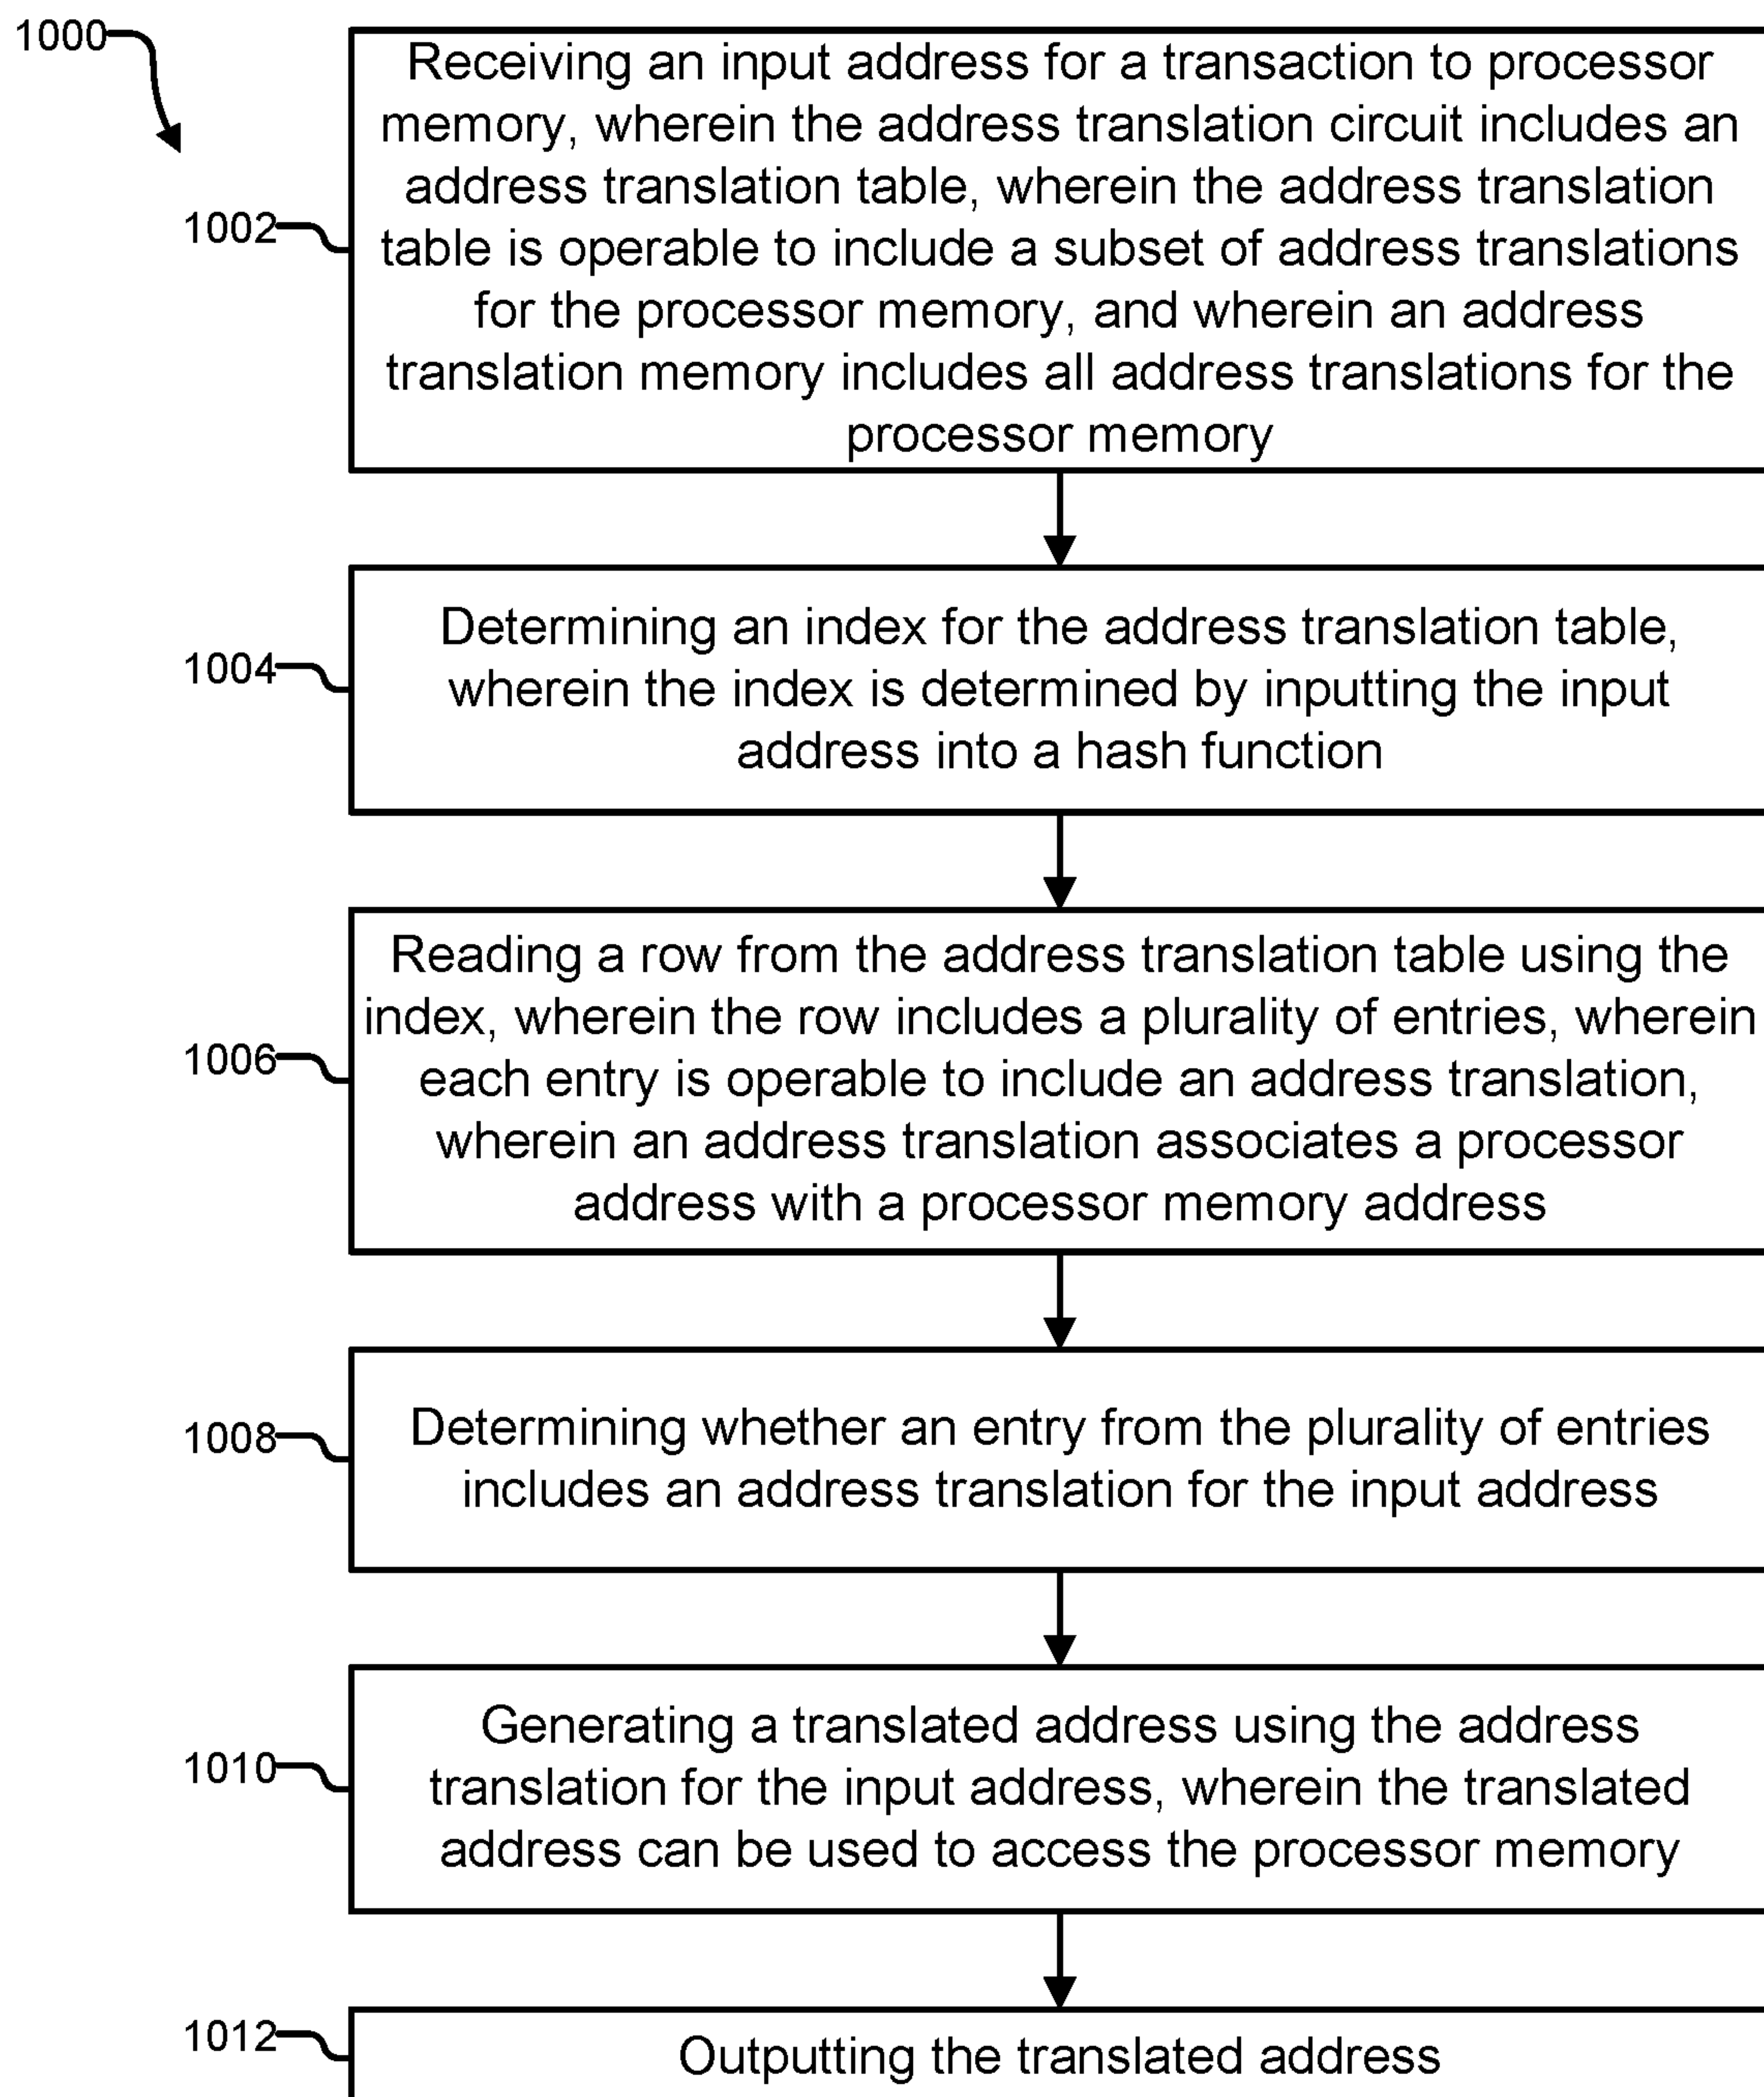 1000
Receiving an input address for a transaction to processor
memory, wherein the address translation circuit includes an
address translation table, wherein the address translation
1002
table is operable to include a subset of address translations
for the processor memory, and wherein an address
translation memory includes all address translations for the
processor memory
Determining an index for the address translation table,
1004
wherein the index is determined by inputting the input
address into a hash function
Reading a row from the address translation table using the
index, wherein the row includes a plurality of entries, wherein
1006
each entry is operable to include an address translation,
wherein an address translation associates a processor
address with a processor memory address
1008
Determining whether an entry from the plurality of entries
includes an address translation for the input address
Generating a translated address using the address
1010
translation for the input address, wherein the translated
address can be used to access the processor memory
1012
Outputting the translated address